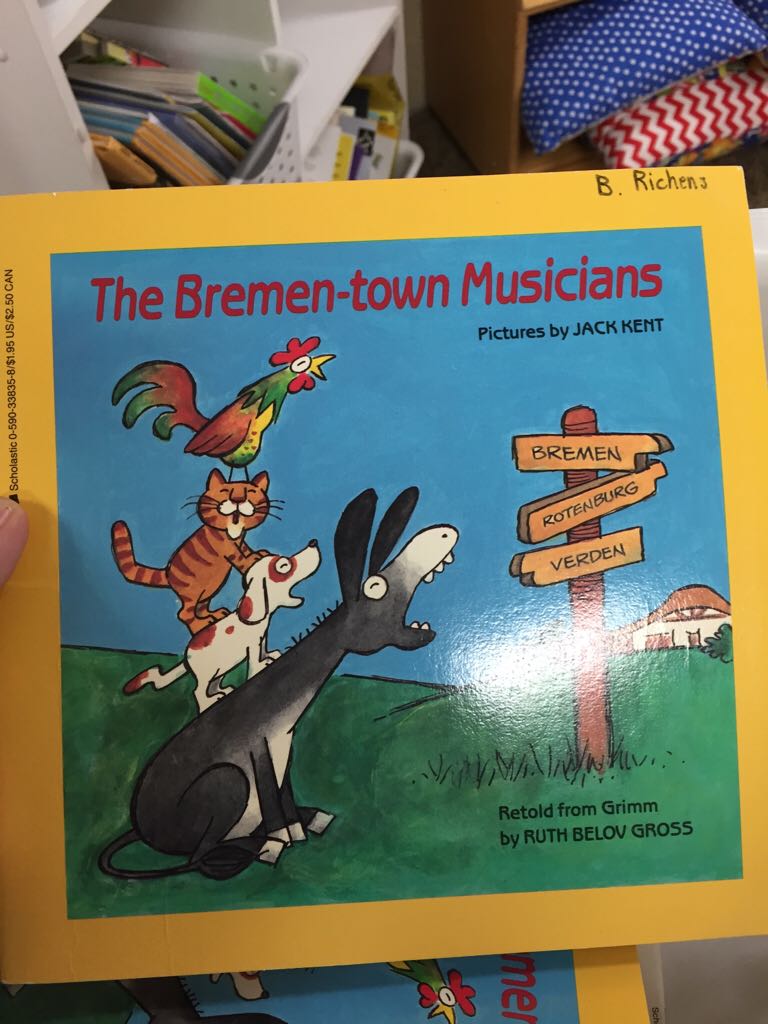 B. Richens
The Bremen-town Musicians
Pictures by JACK KENT
Scholastic 0-590-33835-8/$1.95 US/$2.50 CAN
BREMEN
ROTENBURG
VERDEN
Retold from Grimm
by RUTH BELOV GROSS